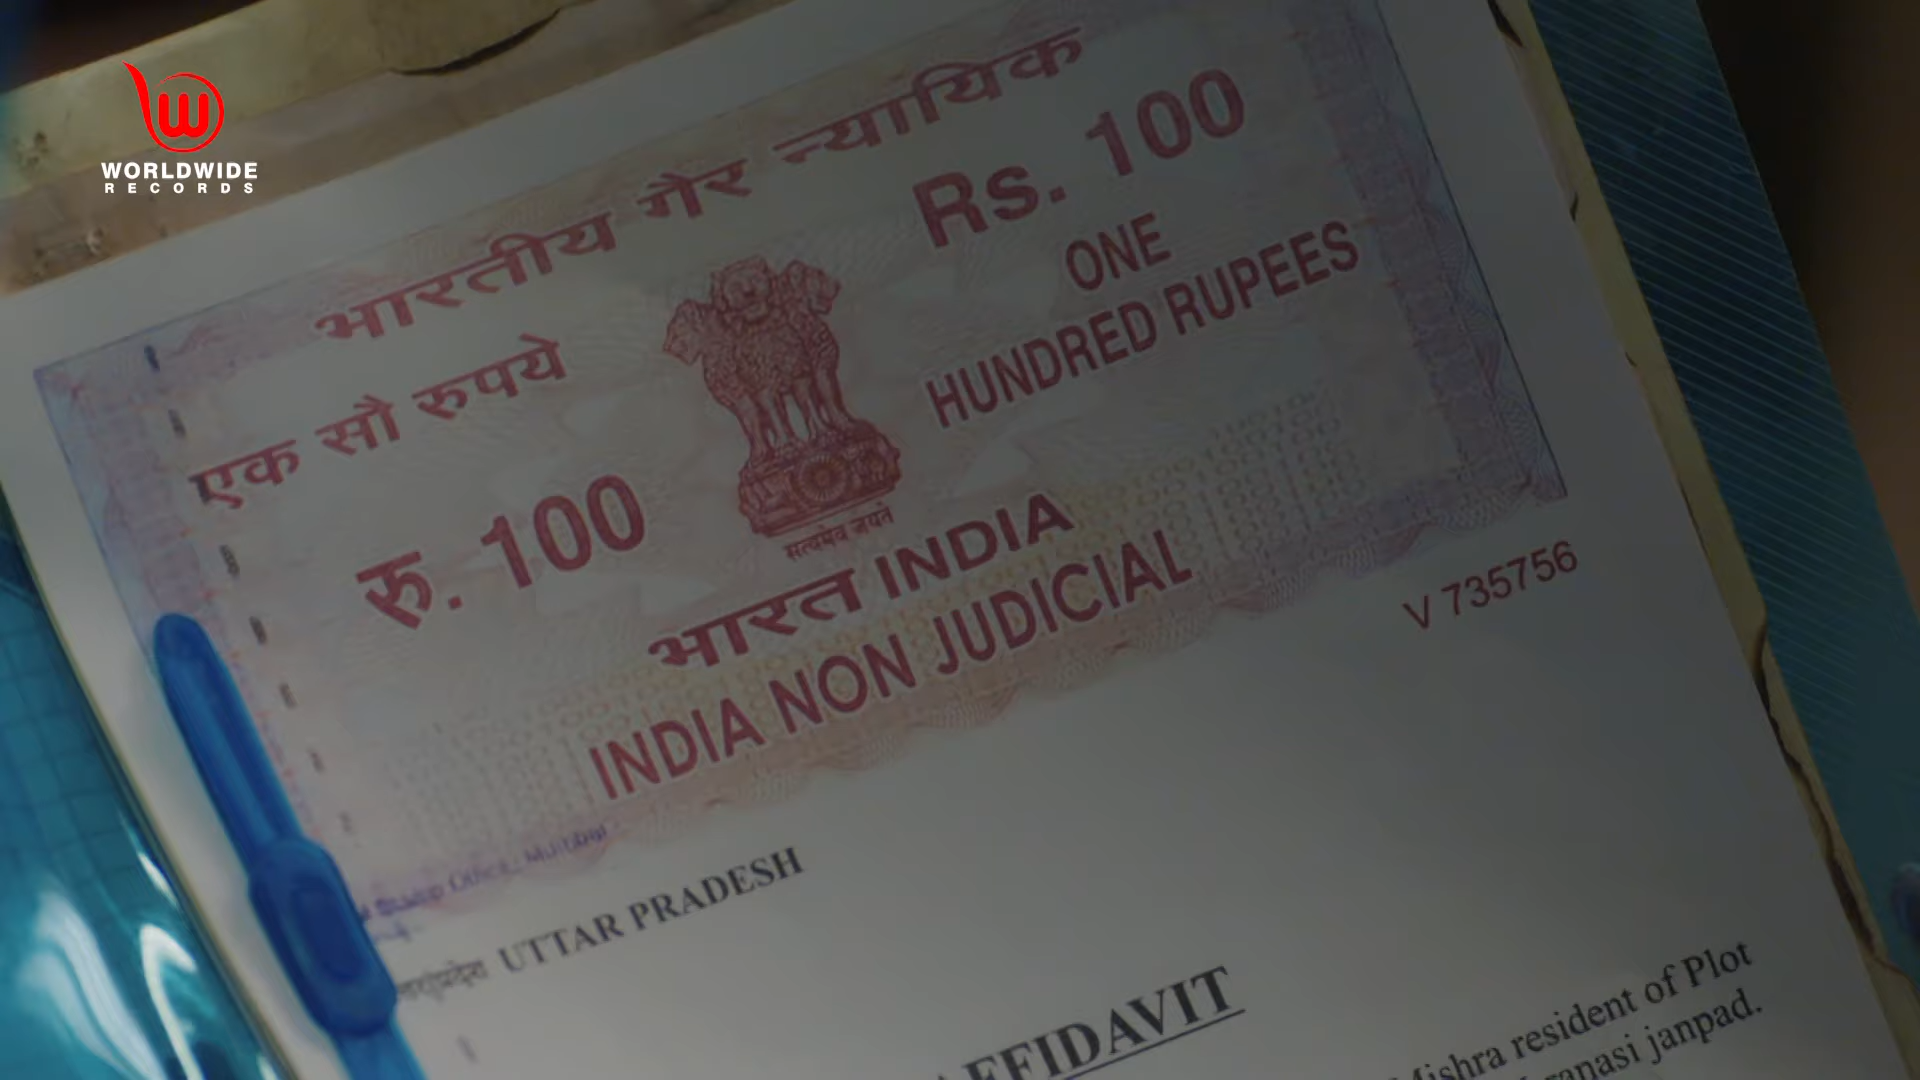 WORLDWIDE
RECORDS
भारतीय गैर न्यायिक
एक सौ रुपये
रु. 100
Rs. 100
ONE
HUNDRED RUPEES
सत्यमेव जयते
भारत INDIA
INDIA NON JUDICIAL
V 735756
UTTAR PRADESH
AFFIDAVIT
Mishra resident of Plot
janpad.